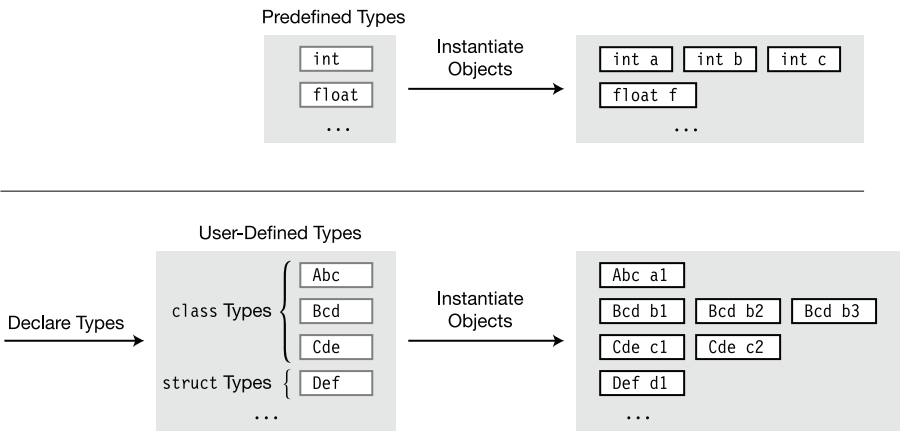 Predefined Types
int
float
...
Instantiate
Objects
int a int b int c
float f
...
User-Defined Types
Declare Types
class Types
Abc
Bcd
Cde
struct Types
Def
...
Instantiate
Objects
Abc a1
Bcd b1 Bcd b2 Bcd b3
Cde c1 Cde c2
Def d1
...